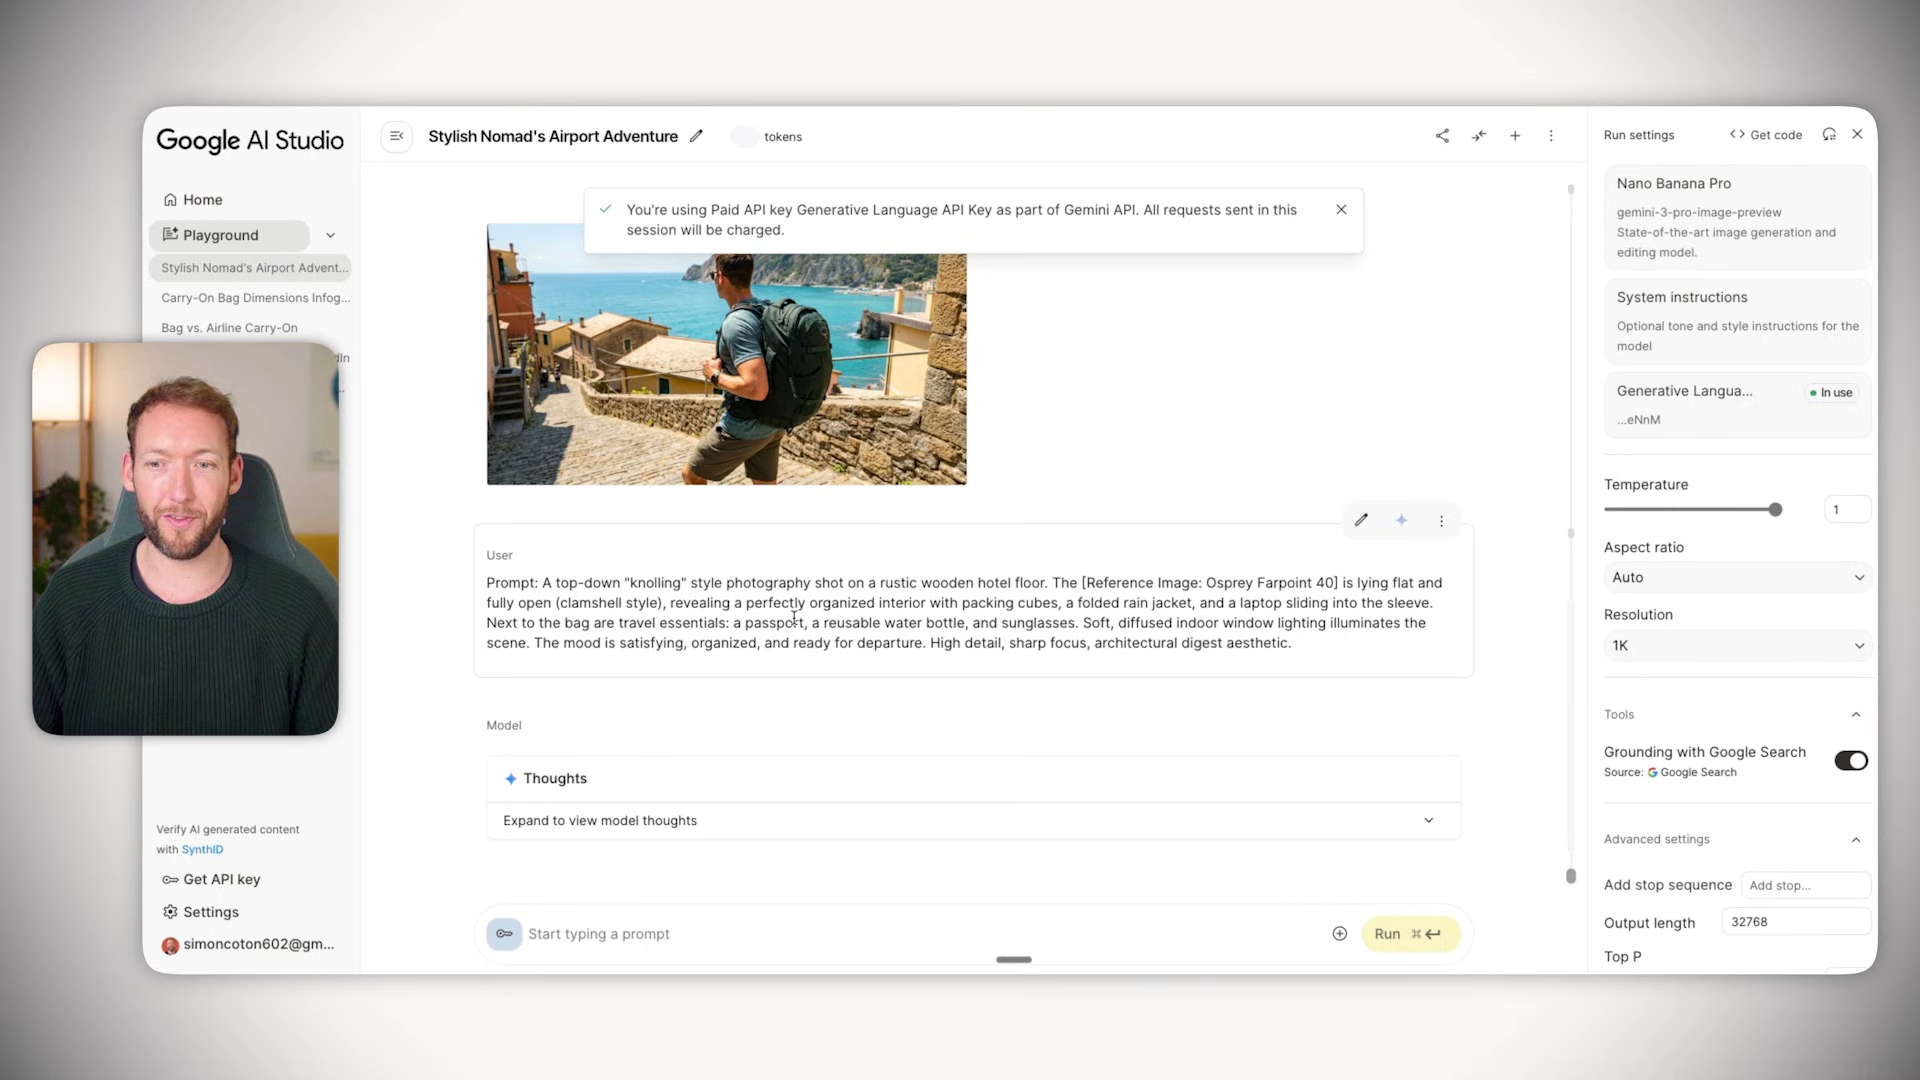 Google AI Studio
Home
Playground
Stylish Nomad's Airport Advent...
Carry-On Bag Dimensions Infog...
Bag vs. Airline Carry-On
dIn
Verify AI generated content
with SynthID
Get API key
Settings
simoncoton602@gm...
Stylish Nomad's Airport Adventure
tokens
You're using Paid API key Generative Language API Key as part of Gemini API. All requests sent in this
session will be charged.
User
Prompt: A top-down "knolling" style photography shot on a rustic wooden hotel floor. The [Reference Image: Osprey Farpoint 40] is lying flat and
fully open (clamshell style), revealing a perfectly organized interior with packing cubes, a folded rain jacket, and a laptop sliding into the sleeve.
Next to the bag are travel essentials: a passport, a reusable water bottle, and sunglasses. Soft, diffused indoor window lighting illuminates the
scene. The mood is satisfying, organized, and ready for departure. High detail, sharp focus, architectural digest aesthetic.
Model
Thoughts
Expand to view model thoughts
Start typing a prompt
Run ⌘ ↵
Run settings
<> Get code
Nano Banana Pro
gemini-3-pro-image-preview
State-of-the-art image generation and
editing model.
System instructions
Optional tone and style instructions for the
model
Generative Langua...
In use
...eNnM
Temperature
1
Aspect ratio
Auto
Resolution
1K
Tools
Grounding with Google Search
Source: G Google Search
Advanced settings
Add stop sequence
Add stop...
Output length
32768
Top P